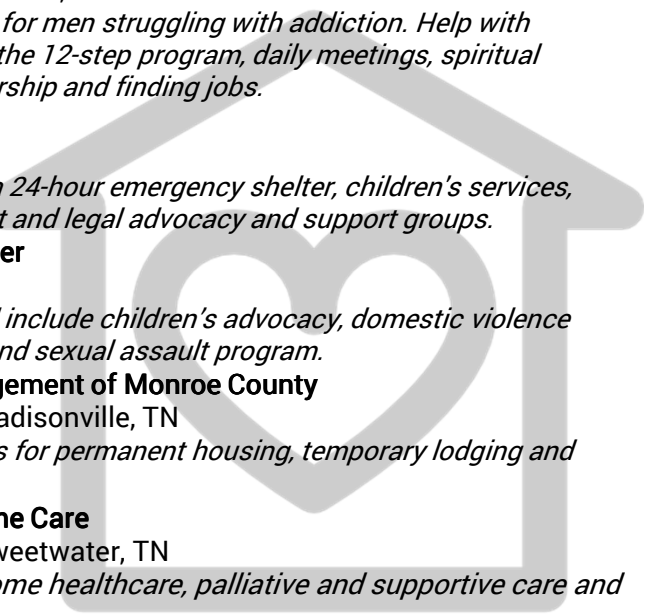 for men struggling with addiction. Help with
the 12-step program, daily meetings, spiritual
rship and finding jobs.
24-hour emergency shelter, children's services,
t and legal advocacy and support groups.
er
include children's advocacy, domestic violence
nd sexual assault program.
gement of Monroe County
adisonville, TN
s for permanent housing, temporary lodging and
ne Care
weetwater, TN
ome healthcare, palliative and supportive care and